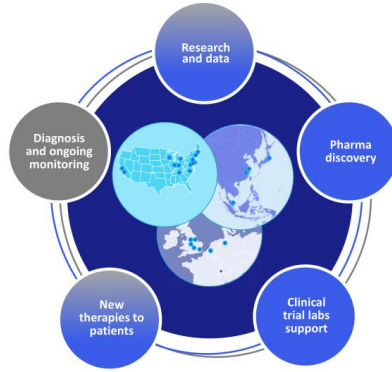 Research
and data
Pharma
discovery
Clinical
trial labs
support
New
therapies to
patients
Diagnosis
and ongoing
monitoring